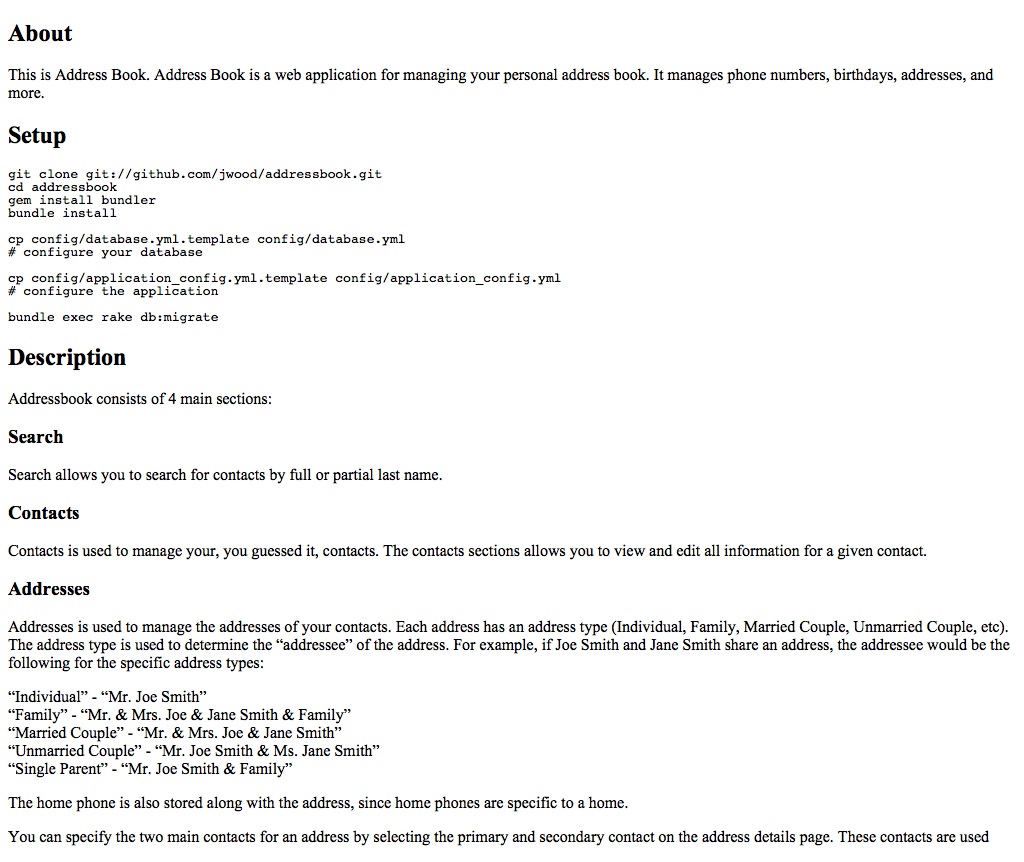 About
This is Address Book. Address Book is a web application for managing your personal address book. It manages phone numbers, birthdays, addresses, and
more.
Setup
git clone git://github.com/jwood/addressbook.git
cd addressbook
gem install bundler
bundle install
cp config/database.yml.template config/database.yml
# configure your database
cp config/application_config.yml.template config/application_config.yml
# configure the application
bundle exec rake db:migrate
Description
Addressbook consists of 4 main sections:
Search
Search allows you to search for contacts by full or partial last name.
Contacts
Contacts is used to manage your, you guessed it, contacts. The contacts sections allows you to view and edit all information for a given contact.
Addresses
Addresses is used to manage the addresses of your contacts. Each address has an address type (Individual, Family, Married Couple, Unmarried Couple, etc).
The address type is used to determine the “addressee” of the address. For example, if Joe Smith and Jane Smith share an address, the addressee would be the
following for the specific address types:
“Individual” - “Mr. Joe Smith”
“Family” - “Mr. & Mrs. Joe & Jane Smith & Family”
“Married Couple” - “Mr. & Mrs. Joe & Jane Smith”
“Unmarried Couple” - “Mr. Joe Smith & Ms. Jane Smith”
“Single Parent” - “Mr. Joe Smith & Family”
The home phone is also stored along with the address, since home phones are specific to a home.
You can specify the two main contacts for an address by selecting the primary and secondary contact on the address details page. These contacts are used